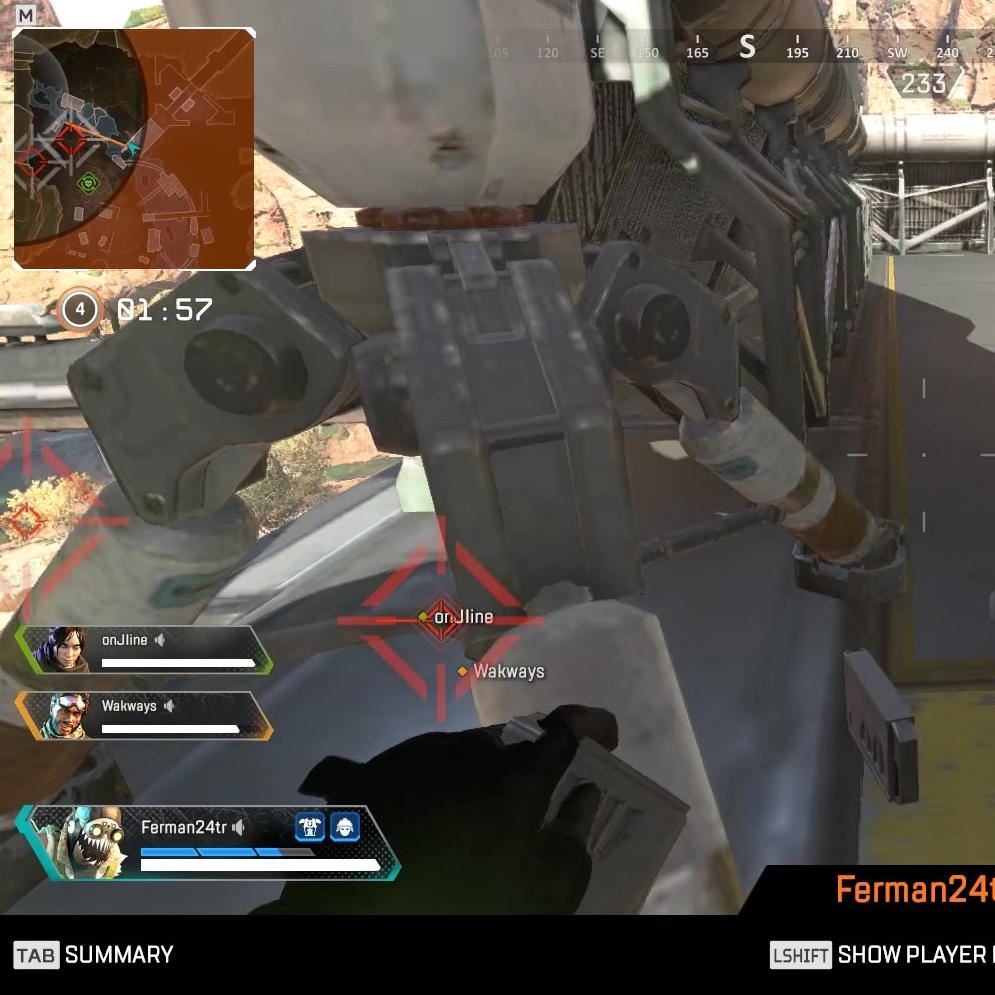 M
105 120 SE 150 165 S 195 210 SW 240 2
233
4 01:57
onJline
Wakways
onJline
Wakways
Ferman24tr
Ferman24t
TAB SUMMARY
LSHIFT SHOW PLAYER